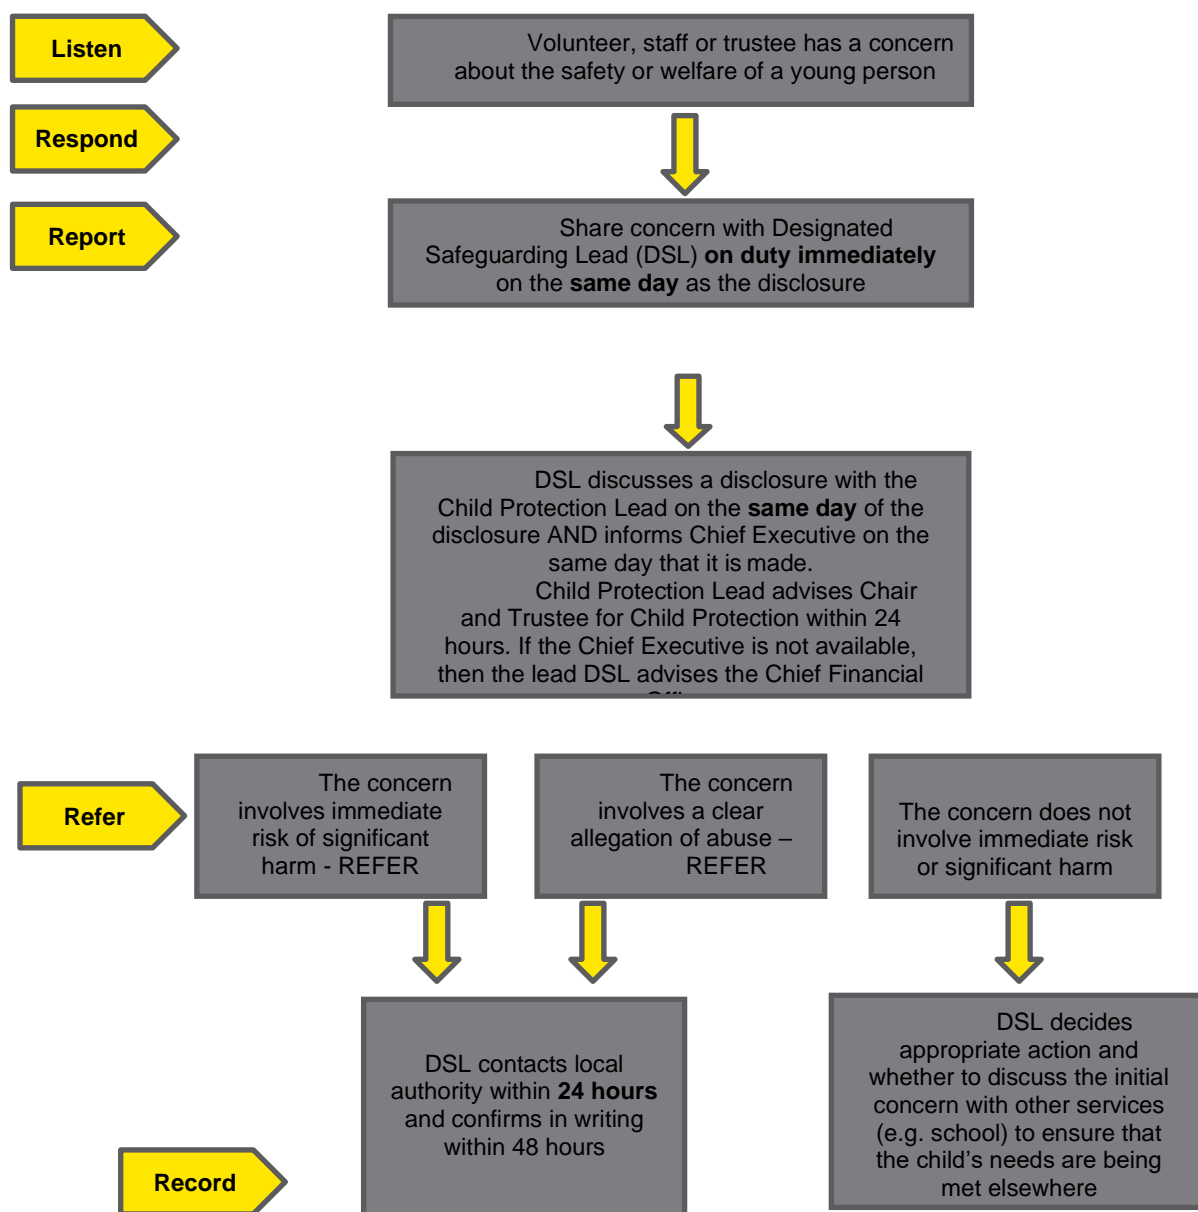 Listen
Volunteer, staff or trustee has a concern
about the safety or welfare of a young person
Respond
Report
Share concern with Designated
Safeguarding Lead (DSL) on duty immediately
on the same day as the disclosure
DSL discusses a disclosure with the
Child Protection Lead on the same day of the
disclosure AND informs Chief Executive on the
same day that it is made.
Child Protection Lead advises Chair
and Trustee for Child Protection within 24
hours. If the Chief Executive is not available,
then the lead DSL advises the Chief Financial
Refer
The concern
involves immediate
risk of significant
harm - REFER
The concern
involves a clear
allegation of abuse –
REFER
The concern does not
involve immediate risk
or significant harm
DSL contacts local
authority within 24 hours
and confirms in writing
within 48 hours
DSL decides
appropriate action and
whether to discuss the initial
concern with other services
(e.g. school) to ensure that
the child’s needs are being
met elsewhere
Record